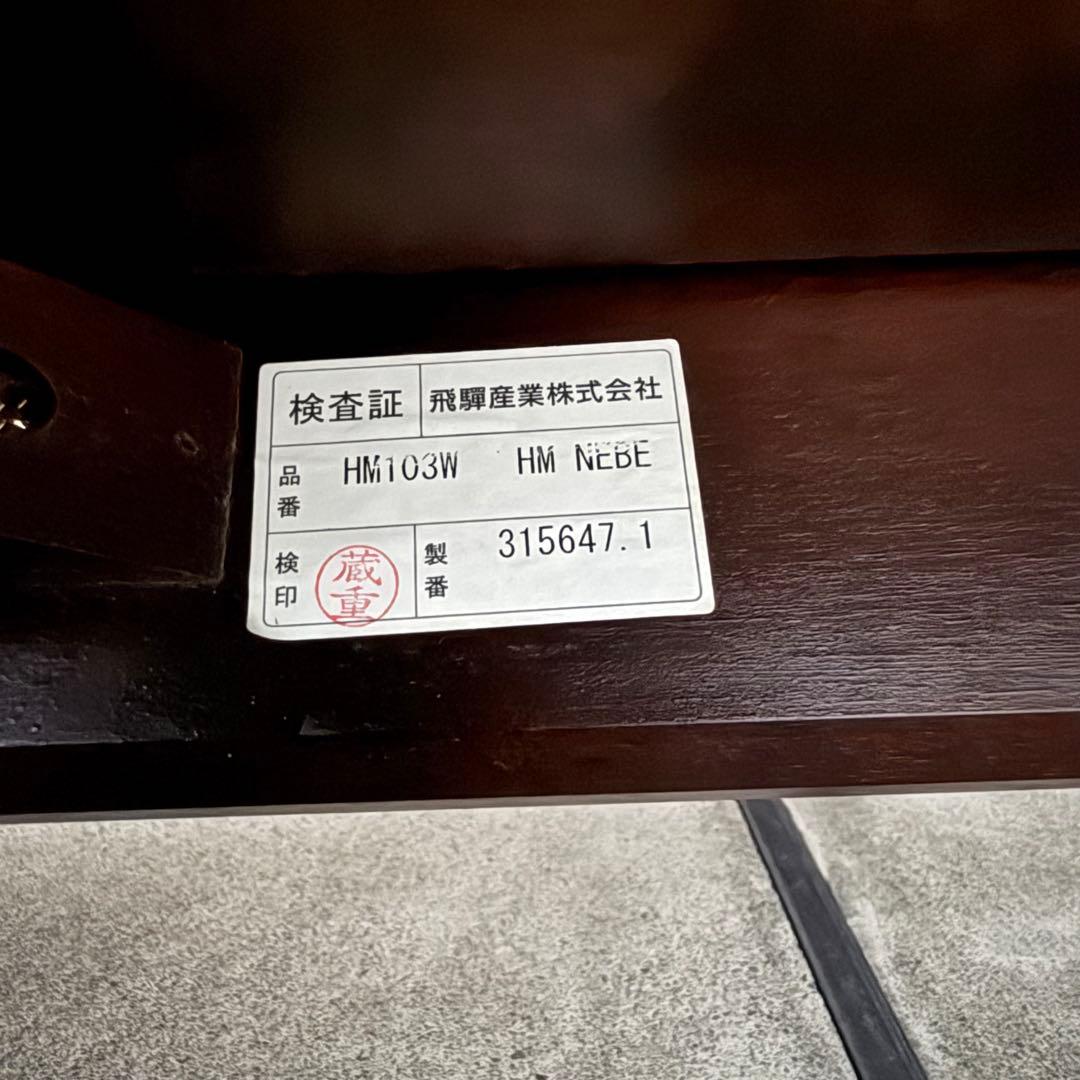 検査証 飛驒産業株式会社
品番 HM103W HM NEBE
検印 蔵重 製番 315647.1